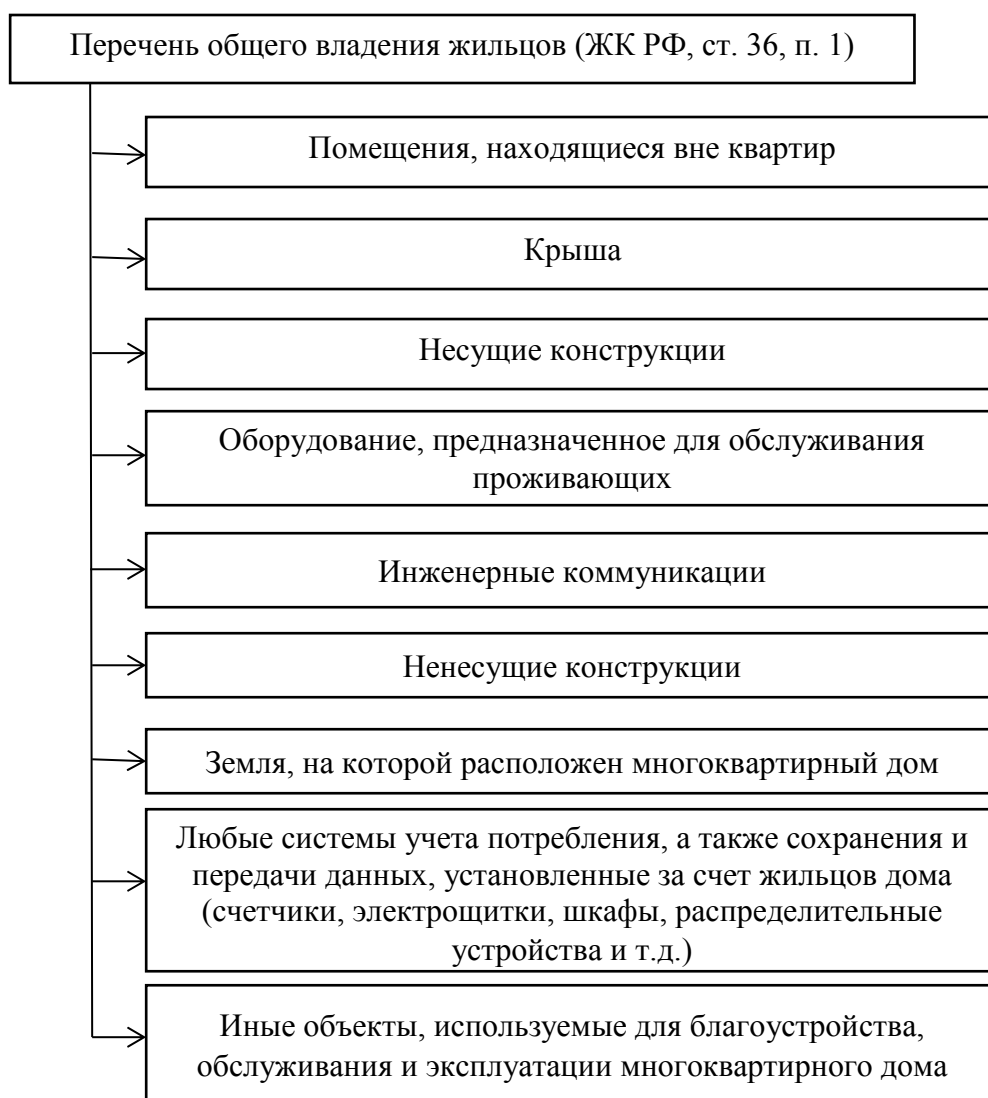 Перечень общего владения жильцов (ЖК РФ, ст. 36, п. 1)
Помещения, находящиеся вне квартир
Крыша
Несущие конструкции
Оборудование, предназначенное для обслуживания
проживающих
Инженерные коммуникации
Ненесущие конструкции
Земля, на которой расположен многоквартирный дом
Любые системы учета потребления, а также сохранения и
передачи данных, установленные за счет жильцов дома
(счетчики, электрощитки, шкафы, распределительные
устройства и т.д.)
Иные объекты, используемые для благоустройства,
обслуживания и эксплуатации многоквартирного дома